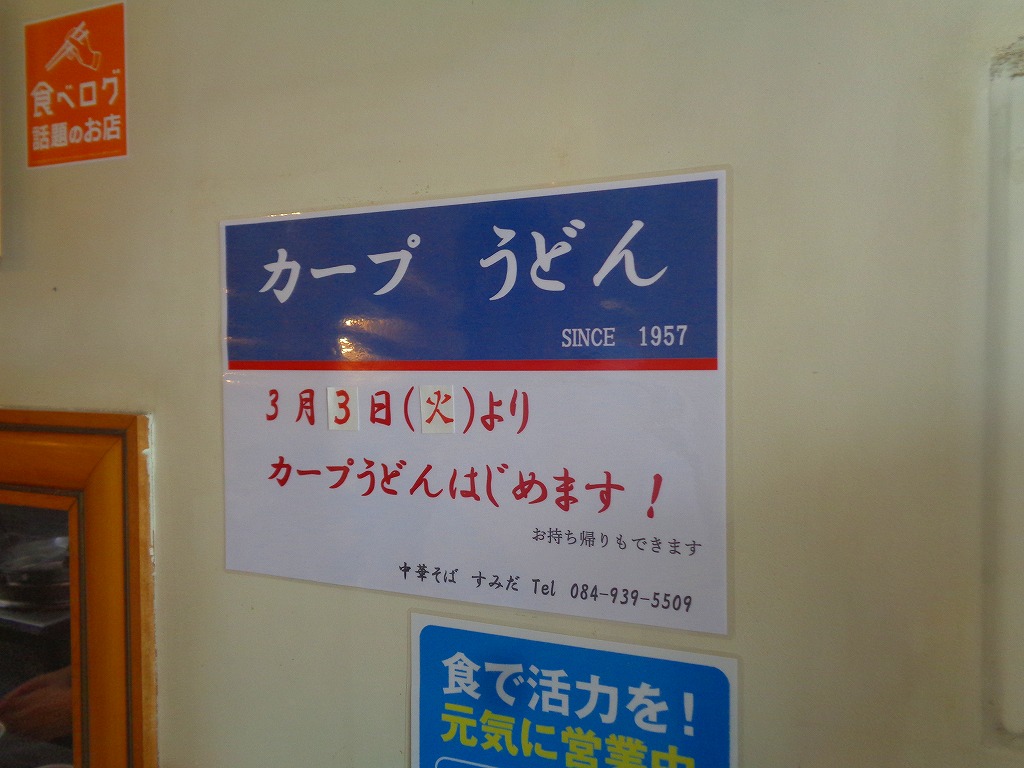 食べログ
話題のお店
カープ うどん
SINCE 1957
3月3日(火)より
カープうどんはじめます!
お持ち帰りもできます
中華そば すみだ Tel 084-939-5509
食で活力を!
元気に営業中